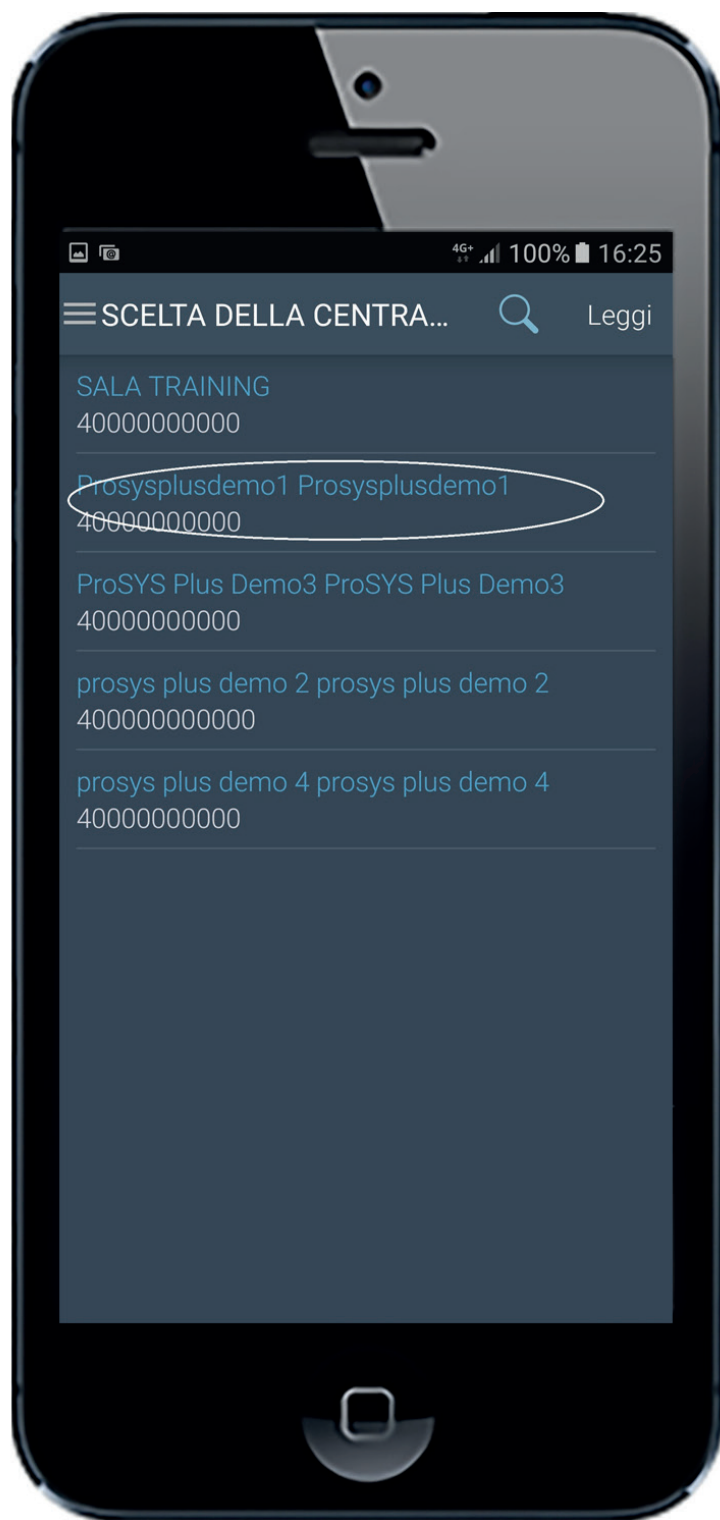 4G+ 100% 16:25
SCELTA DELLA CENTRA... Leggi
SALA TRAINING
40000000000
Prosysplusdemo1 Prosysplusdemo1
40000000000
ProSYS Plus Demo3 ProSYS Plus Demo3
40000000000
prosys plus demo 2 prosys plus demo 2
400000000000
prosys plus demo 4 prosys plus demo 4
40000000000